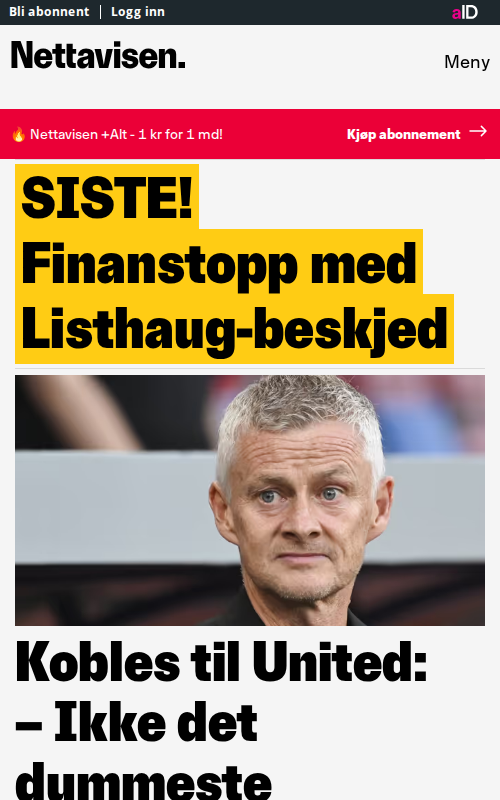 Bli abonnent | Logg inn
aID
Nettavisen.
Meny
🔥 Nettavisen +Alt - 1 kr for 1 md!
Kjøp abonnement →
SISTE!
Finanstopp med
Listhaug-beskjed
Kobles til United:
– Ikke det
dummeste